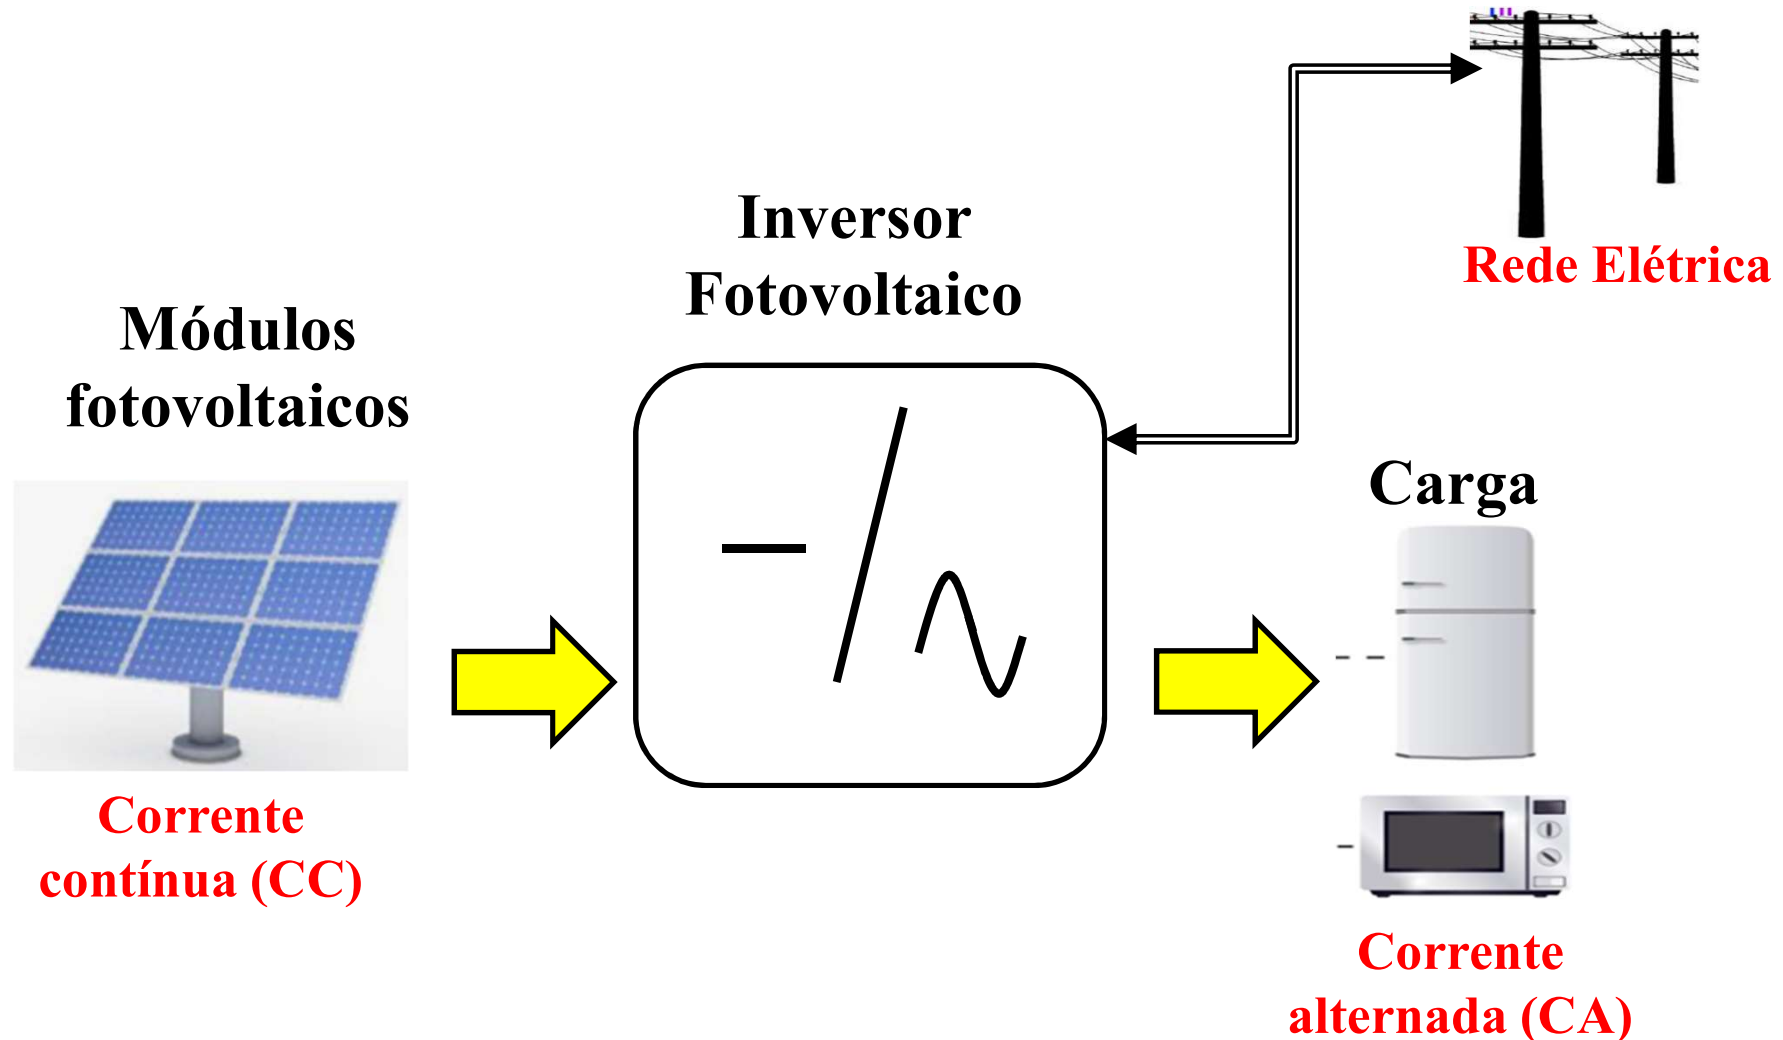 Rede Elétrica
Inversor
Fotovoltaico
Módulos
fotovoltaicos
Carga
Corrente
contínua (CC)
Corrente
alternada (CA)